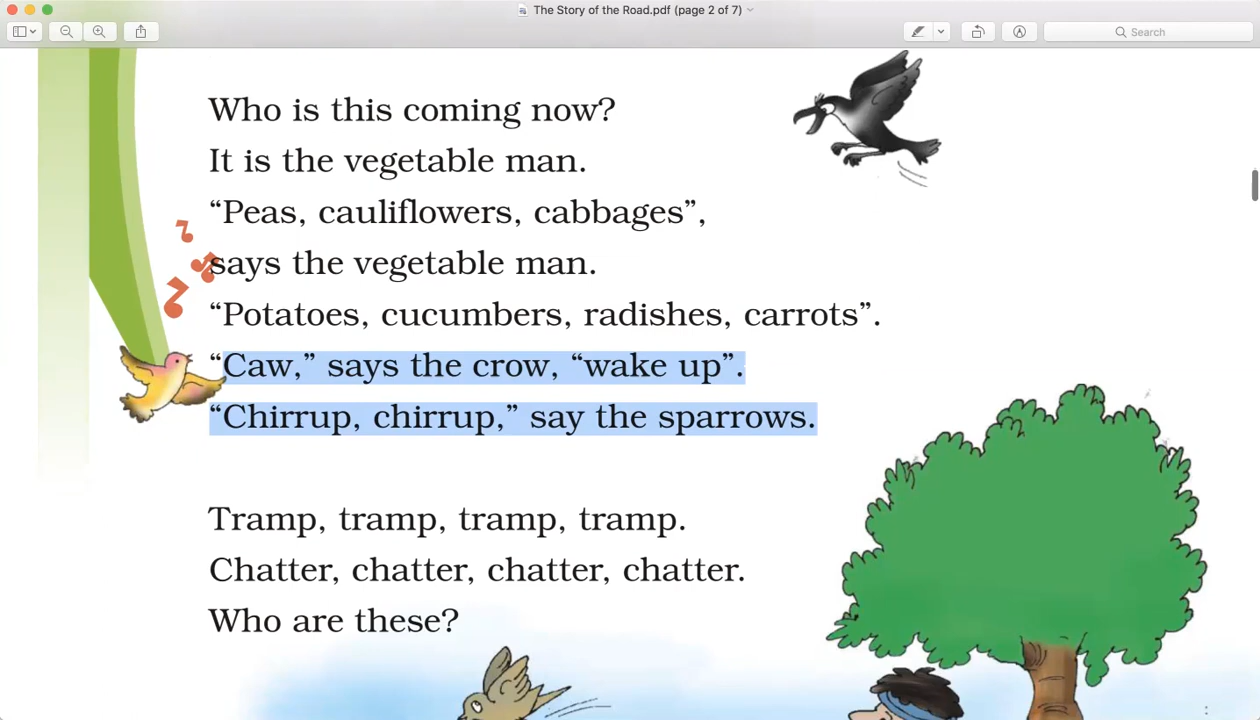 The Story of the Road.pdf (page 2 of 7)
Search
Who is this coming now?
It is the vegetable man.
“Peas, cauliflowers, cabbages”,
says the vegetable man.
“Potatoes, cucumbers, radishes, carrots”.
“Caw,” says the crow, “wake up”.
“Chirrup, chirrup,” say the sparrows.
Tramp, tramp, tramp, tramp.
Chatter, chatter, chatter, chatter.
Who are these?